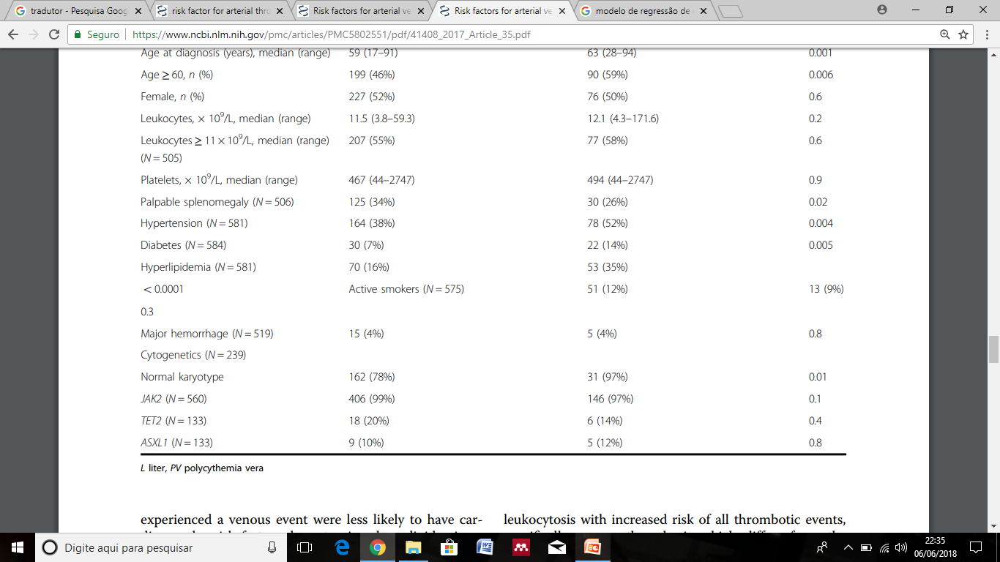 tradutor - Pesquisa Goog
risk factor for arterial thro
Risk factors for arterial ve
Risk factors for arterial ve
modelo de regressão de
Seguro
https://www.ncbi.nlm.nih.gov/pmc/articles/PMC5802551/pdf/41408_2017_Article_35.pdf
Age at diagnosis (years), median (range) 59 (17–91) 63 (28–94) 0.001
Age ≥ 60, n (%) 199 (46%) 90 (59%) 0.006
Female, n (%) 227 (52%) 76 (50%) 0.6
Leukocytes, × 10⁹/L, median (range) 11.5 (3.8–59.3) 12.1 (4.3–171.6) 0.2
Leukocytes ≥ 11 × 10⁹/L, median (range) 207 (55%) 77 (58%) 0.6
(N = 505)
Platelets, × 10⁹/L, median (range) 467 (44–2747) 494 (44–2747) 0.9
Palpable splenomegaly (N = 506) 125 (34%) 30 (26%) 0.02
Hypertension (N = 581) 164 (38%) 78 (52%) 0.004
Diabetes (N = 584) 30 (7%) 22 (14%) 0.005
Hyperlipidemia (N = 581) 70 (16%) 53 (35%)
< 0.0001 Active smokers (N = 575) 51 (12%) 13 (9%)
0.3
Major hemorrhage (N = 519) 15 (4%) 5 (4%) 0.8
Cytogenetics (N = 239)
Normal karyotype 162 (78%) 31 (97%) 0.01
JAK2 (N = 560) 406 (99%) 146 (97%) 0.1
TET2 (N = 133) 18 (20%) 6 (14%) 0.4
ASXL1 (N = 133) 9 (10%) 5 (12%) 0.8
L liter, PV polycythemia vera
experienced a venous event were less likely to have car-
leukocytosis with increased risk of all thrombotic events,
Digite aqui para pesquisar
22:35
06/06/2018